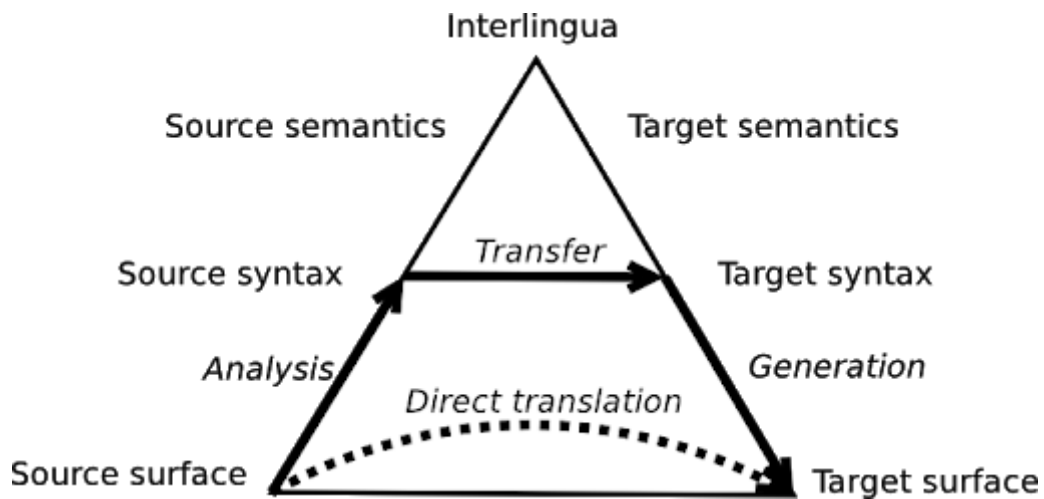 Interlingua
Source semantics
Target semantics
Transfer
Source syntax
Target syntax
Analysis
Generation
Direct translation
Source surface
Target surface